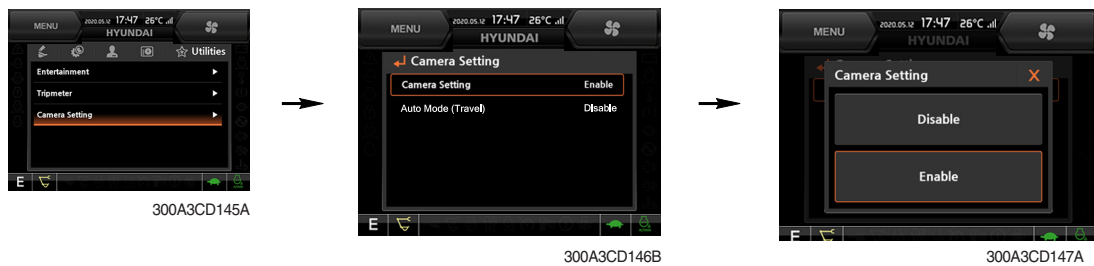 MENU
2020.05.12 17:47 26°C
HYUNDAI
Utilities
Entertainment
Tripmeter
Camera Setting
E
300A3CD145A
MENU
2020.05.12 17:47 26°C
HYUNDAI
Camera Setting
Camera Setting Enable
Auto Mode (Travel) Disable
E
300A3CD146B
MENU
2020.05.12 17:47 26°C
HYUNDAI
Camera Setting X
Disable
Enable
E
300A3CD147A